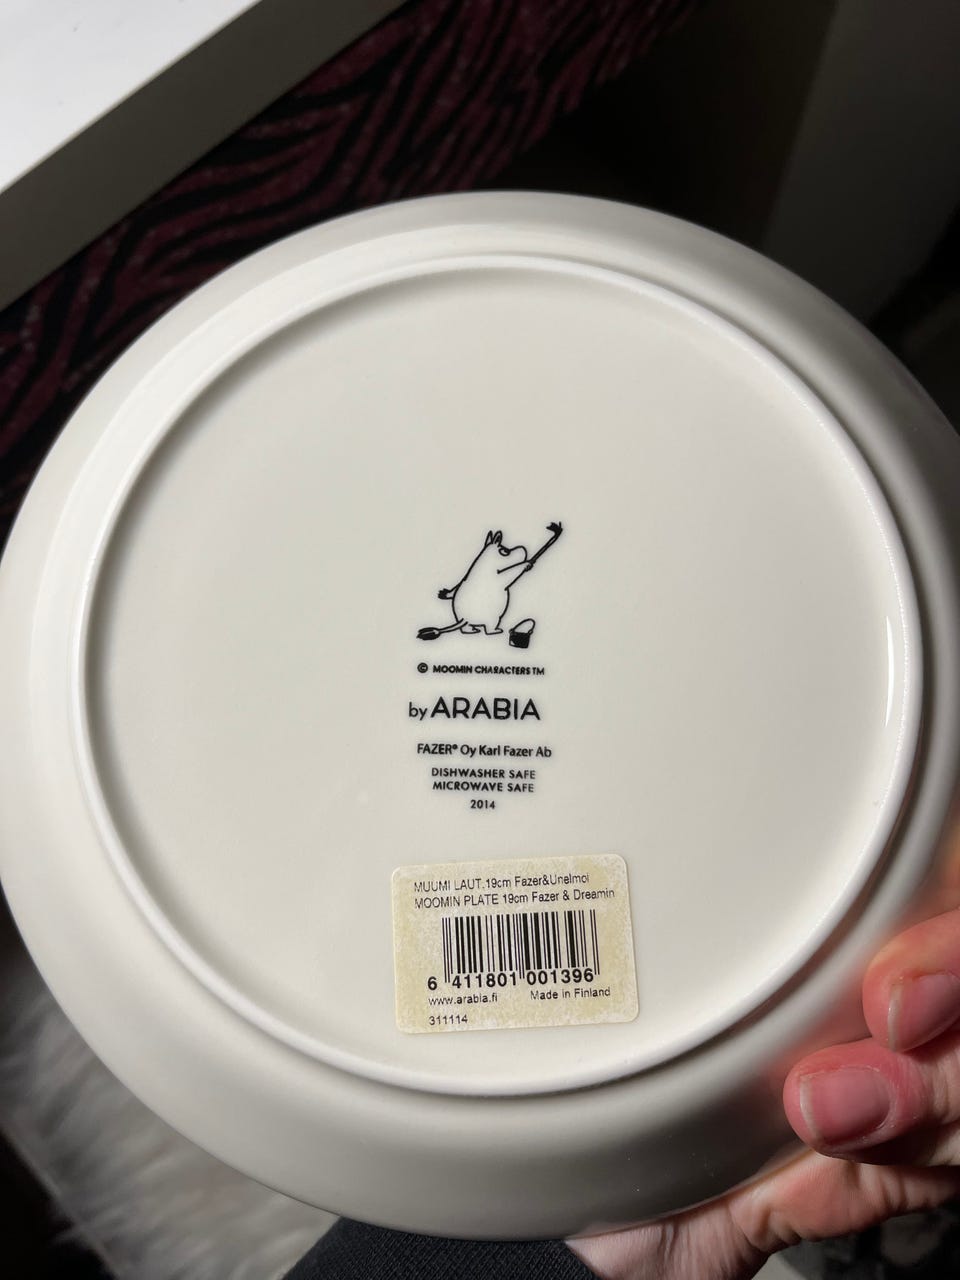 © MOOMIN CHARACTERS TM
by ARABIA
FAZER® Oy Karl Fazer Ab
DISHWASHER SAFE
MICROWAVE SAFE
2014
MUUMI LAUT.19cm Fazer&Unelmoi
MOOMIN PLATE 19cm Fazer & Dreamin
6 411801 001396
www.arabia.fi Made in Finland
311114